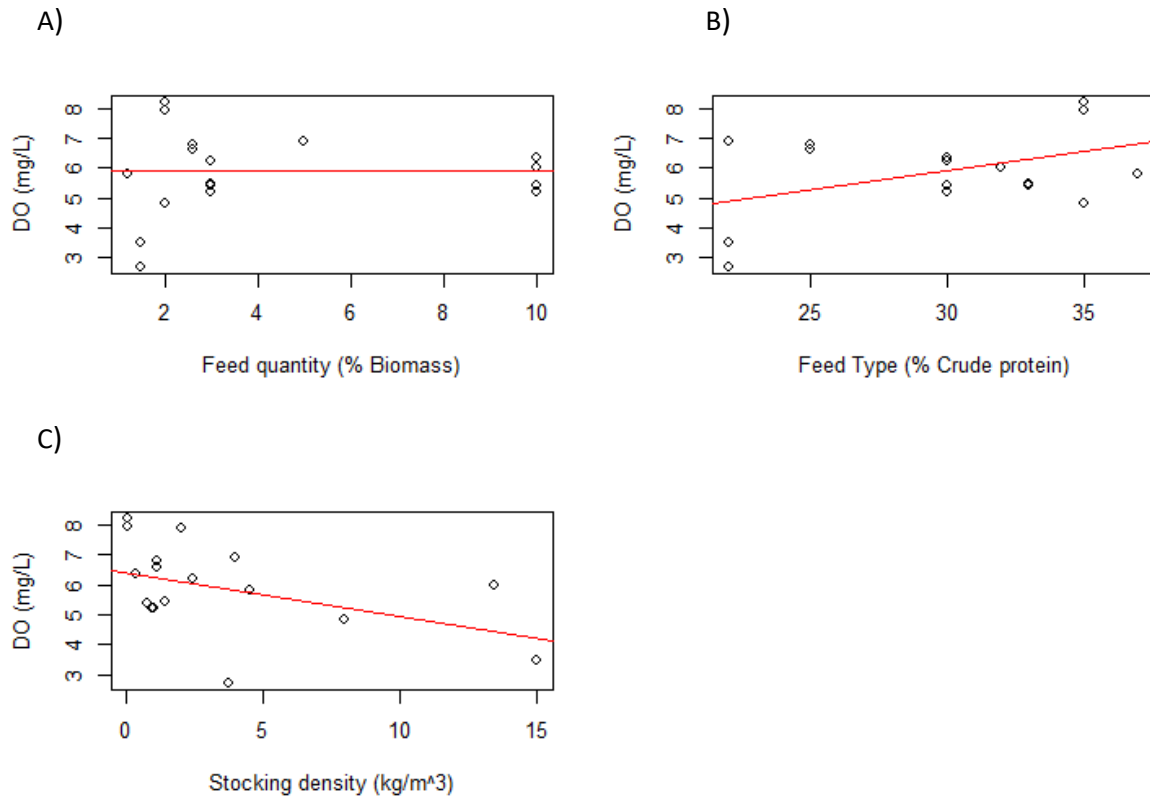 A)
DO (mg/L)
8
7
6
5
4
3
2 4 6 8 10
Feed quantity (% Biomass)
B)
DO (mg/L)
8
7
6
5
4
3
25 30 35
Feed Type (% Crude protein)
C)
DO (mg/L)
8
7
6
5
4
3
0 5 10 15
Stocking density (kg/m^3)